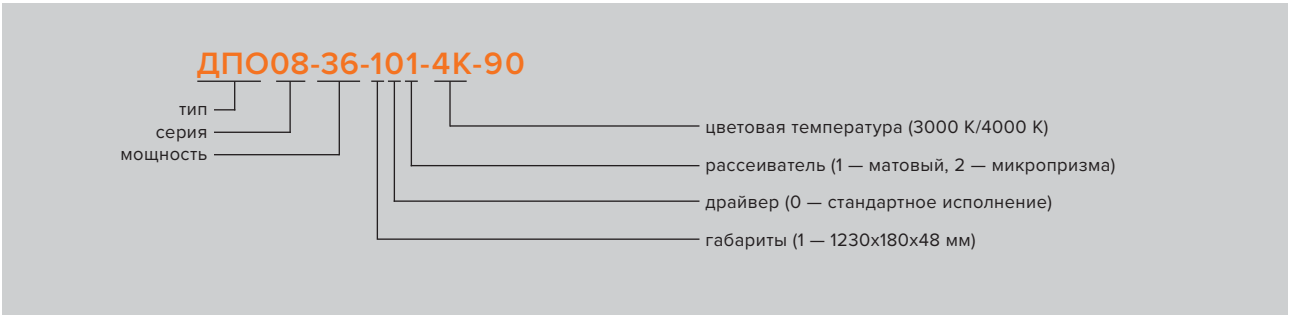 ДПО08-36-101-4К-90
тип
серия
мощность
цветовая температура (3000 К/4000 К)
рассеиватель (1 — матовый, 2 — микропризма)
драйвер (0 — стандартное исполнение)
габариты (1 — 1230х180х48 мм)